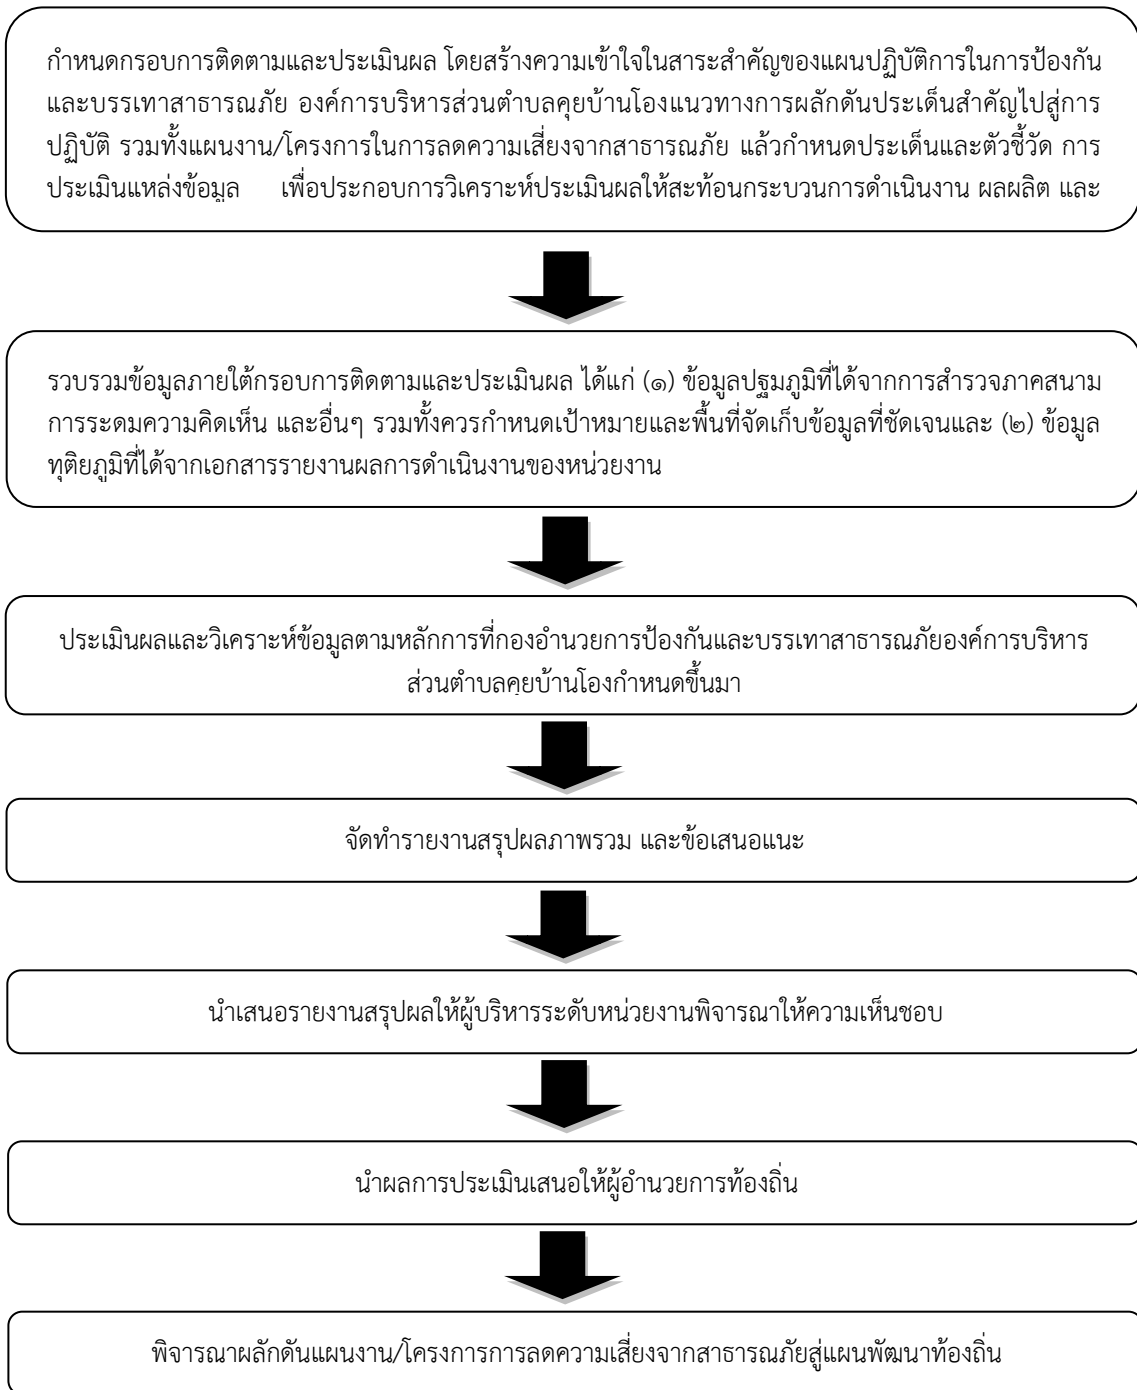 กำหนดกรอบการติดตามและประเมินผล โดยสร้างความเข้าใจในสาระสำคัญของแผนปฏิบัติการในการป้องกัน
และบรรเทาสาธารณภัย องค์การบริหารส่วนตำบลคุยบ้านโองแนวทางการผลักดันประเด็นสำคัญไปสู่การ
ปฏิบัติ รวมทั้งแผนงาน/โครงการในการลดความเสี่ยงจากสาธารณภัย แล้วกำหนดประเด็นและตัวชี้วัด การ
ประเมินแหล่งข้อมูล เพื่อประกอบการวิเคราะห์ประเมินผลให้สะท้อนกระบวนการดำเนินงาน ผลผลิต และ
รวบรวมข้อมูลภายใต้กรอบการติดตามและประเมินผล ได้แก่ (๑) ข้อมูลปฐมภูมิที่ได้จากการสำรวจภาคสนาม
การระดมความคิดเห็น และอื่นๆ รวมทั้งควรกำหนดเป้าหมายและพื้นที่จัดเก็บข้อมูลที่ชัดเจนและ (๒) ข้อมูล
ทุติยภูมิที่ได้จากเอกสารรายงานผลการดำเนินงานของหน่วยงาน
ประเมินผลและวิเคราะห์ข้อมูลตามหลักการที่กองอำนวยการป้องกันและบรรเทาสาธารณภัยองค์การบริหาร
ส่วนตำบลคุยบ้านโองกำหนดขึ้นมา
จัดทำรายงานสรุปผลภาพรวม และข้อเสนอแนะ
นำเสนอรายงานสรุปผลให้ผู้บริหารระดับหน่วยงานพิจารณาให้ความเห็นชอบ
นำผลการประเมินเสนอให้ผู้อำนวยการท้องถิ่น
พิจารณาผลักดันแผนงาน/โครงการการลดความเสี่ยงจากสาธารณภัยสู่แผนพัฒนาท้องถิ่น